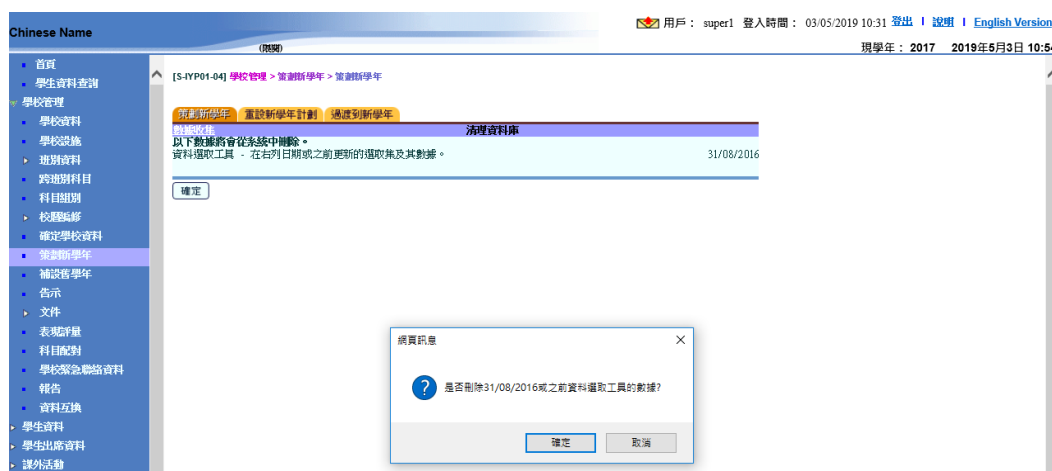 Chinese Name
用戶： super1 登入時間： 03/05/2019 10:31 登出 | 說明 | English Version
現學年： 2017 2019年5月3日 10:54
首頁
學生資料查詢
學校管理
學校資料
學校設施
班別資料
跨班別科目
科目組別
校曆編修
確定學校資料
策劃新學年
補設舊學年
告示
文件
表現評量
科目配對
學校緊急聯絡資料
報告
資料互換
學生資料
學生出席資料
課外活動
[S-IYP01-04] 學校管理 > 策劃新學年 > 策劃新學年
策劃新學年 重設新學年計劃 過渡到新學年
數據收集 清理資料庫
以下數據將會從系統中刪除。
資料選取工具 - 在右列日期或之前更新的選取集及其數據。 31/08/2016
確定
網頁訊息
是否刪除31/08/2016或之前資料選取工具的數據?
確定 取消